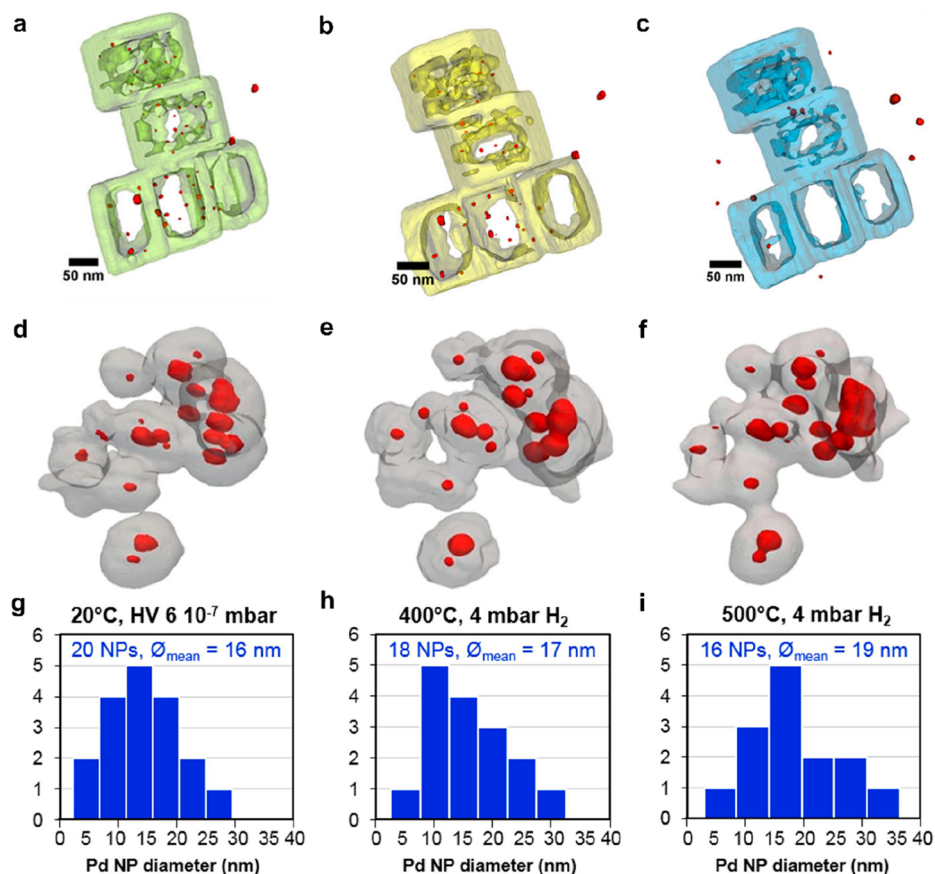 a
b
c
50 nm
50 nm
50 nm
d
e
f
g
20°C, HV 6 10⁻⁷ mbar
6
5
4
3
2
1
0
20 NPs, Ømean = 16 nm
0 5 10 15 20 25 30 40
Pd NP diameter (nm)
h
400°C, 4 mbar H₂
6
5
4
3
2
1
0
18 NPs, Ømean = 17 nm
0 5 10 15 20 25 30 40
Pd NP diameter (nm)
i
500°C, 4 mbar H₂
6
5
4
3
2
1
0
16 NPs, Ømean = 19 nm
0 5 10 15 20 25 30 40
Pd NP diameter (nm)